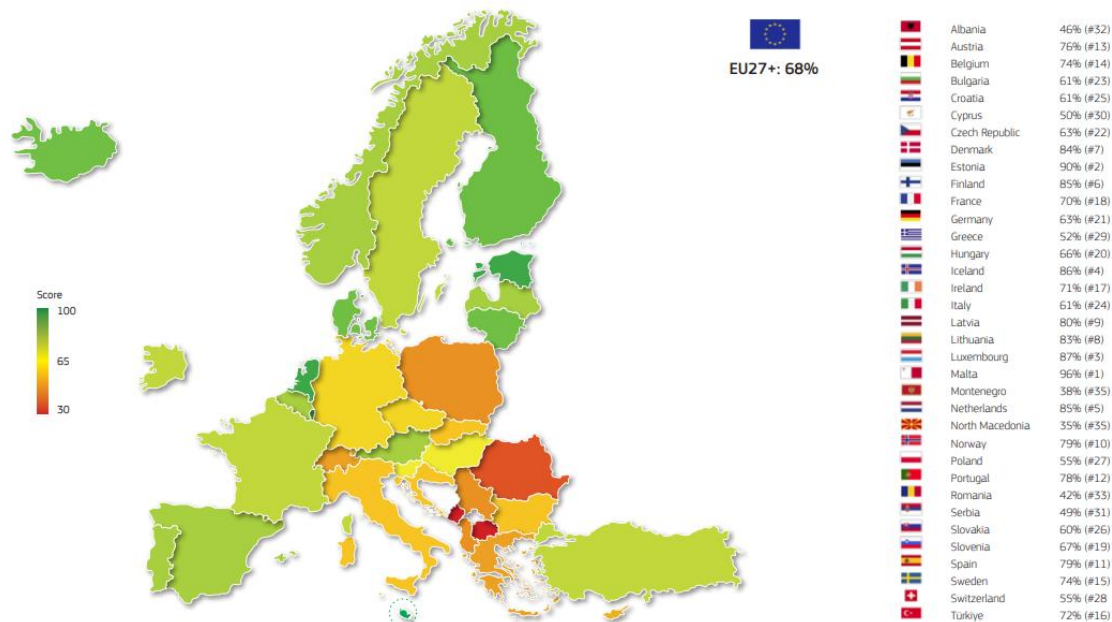 EU27+: 68%
Score
100
65
30
Albania 46% (#32)
Austria 76% (#13)
Belgium 74% (#14)
Bulgaria 61% (#23)
Croatia 61% (#25)
Cyprus 50% (#30)
Czech Republic 63% (#22)
Denmark 84% (#7)
Estonia 90% (#2)
Finland 85% (#6)
France 70% (#18)
Germany 63% (#21)
Greece 52% (#29)
Hungary 66% (#20)
Iceland 86% (#4)
Ireland 71% (#17)
Italy 61% (#24)
Latvia 80% (#9)
Lithuania 83% (#8)
Luxembourg 87% (#3)
Malta 96% (#1)
Montenegro 38% (#35)
Netherlands 85% (#5)
North Macedonia 35% (#35)
Norway 79% (#10)
Poland 55% (#27)
Portugal 78% (#12)
Romania 42% (#33)
Serbia 49% (#31)
Slovakia 60% (#26)
Slovenia 67% (#19)
Spain 79% (#11)
Sweden 74% (#15)
Switzerland 55% (#28
Türkiye 72% (#16)